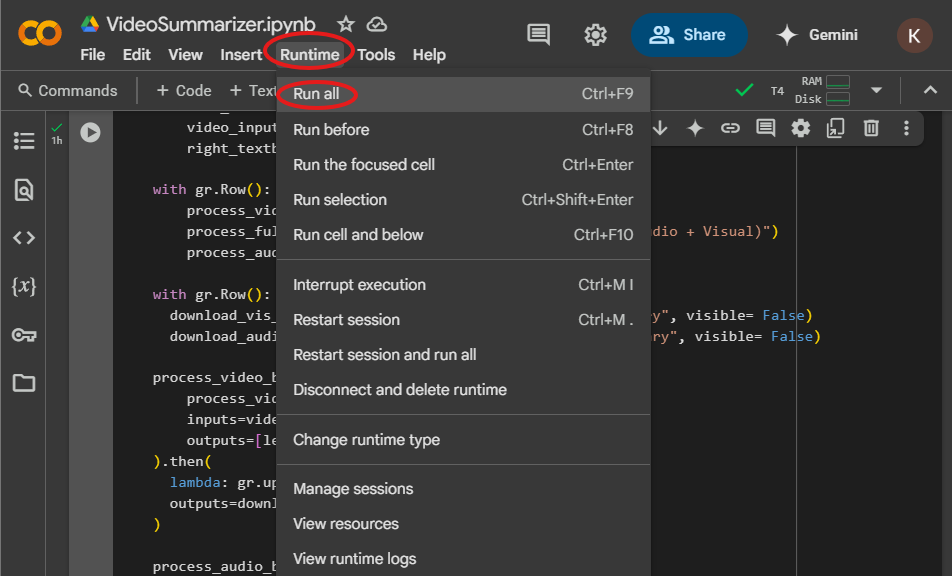 VideoSummarizer.ipynb
File Edit View Insert Runtime Tools Help
Share
Gemini
K
Commands
+ Code + Text
RAM
T4
Disk
Run all Ctrl+F9
Run before Ctrl+F8
Run the focused cell Ctrl+Enter
Run selection Ctrl+Shift+Enter
Run cell and below Ctrl+F10
Interrupt execution Ctrl+M I
Restart session Ctrl+M .
Restart session and run all
Disconnect and delete runtime
Change runtime type
Manage sessions
View resources
View runtime logs
1h
{x}
video_input
right_textb
with gr.Row():
process_vid
process_ful dio + Visual)")
process_aud
with gr.Row():
download_vis_ y", visible= False)
download_audi ry", visible= False)
process_video_b
process_vid
inputs=vide
outputs=[le
).then(
lambda: gr.up
outputs=downl
)
process_audio_b